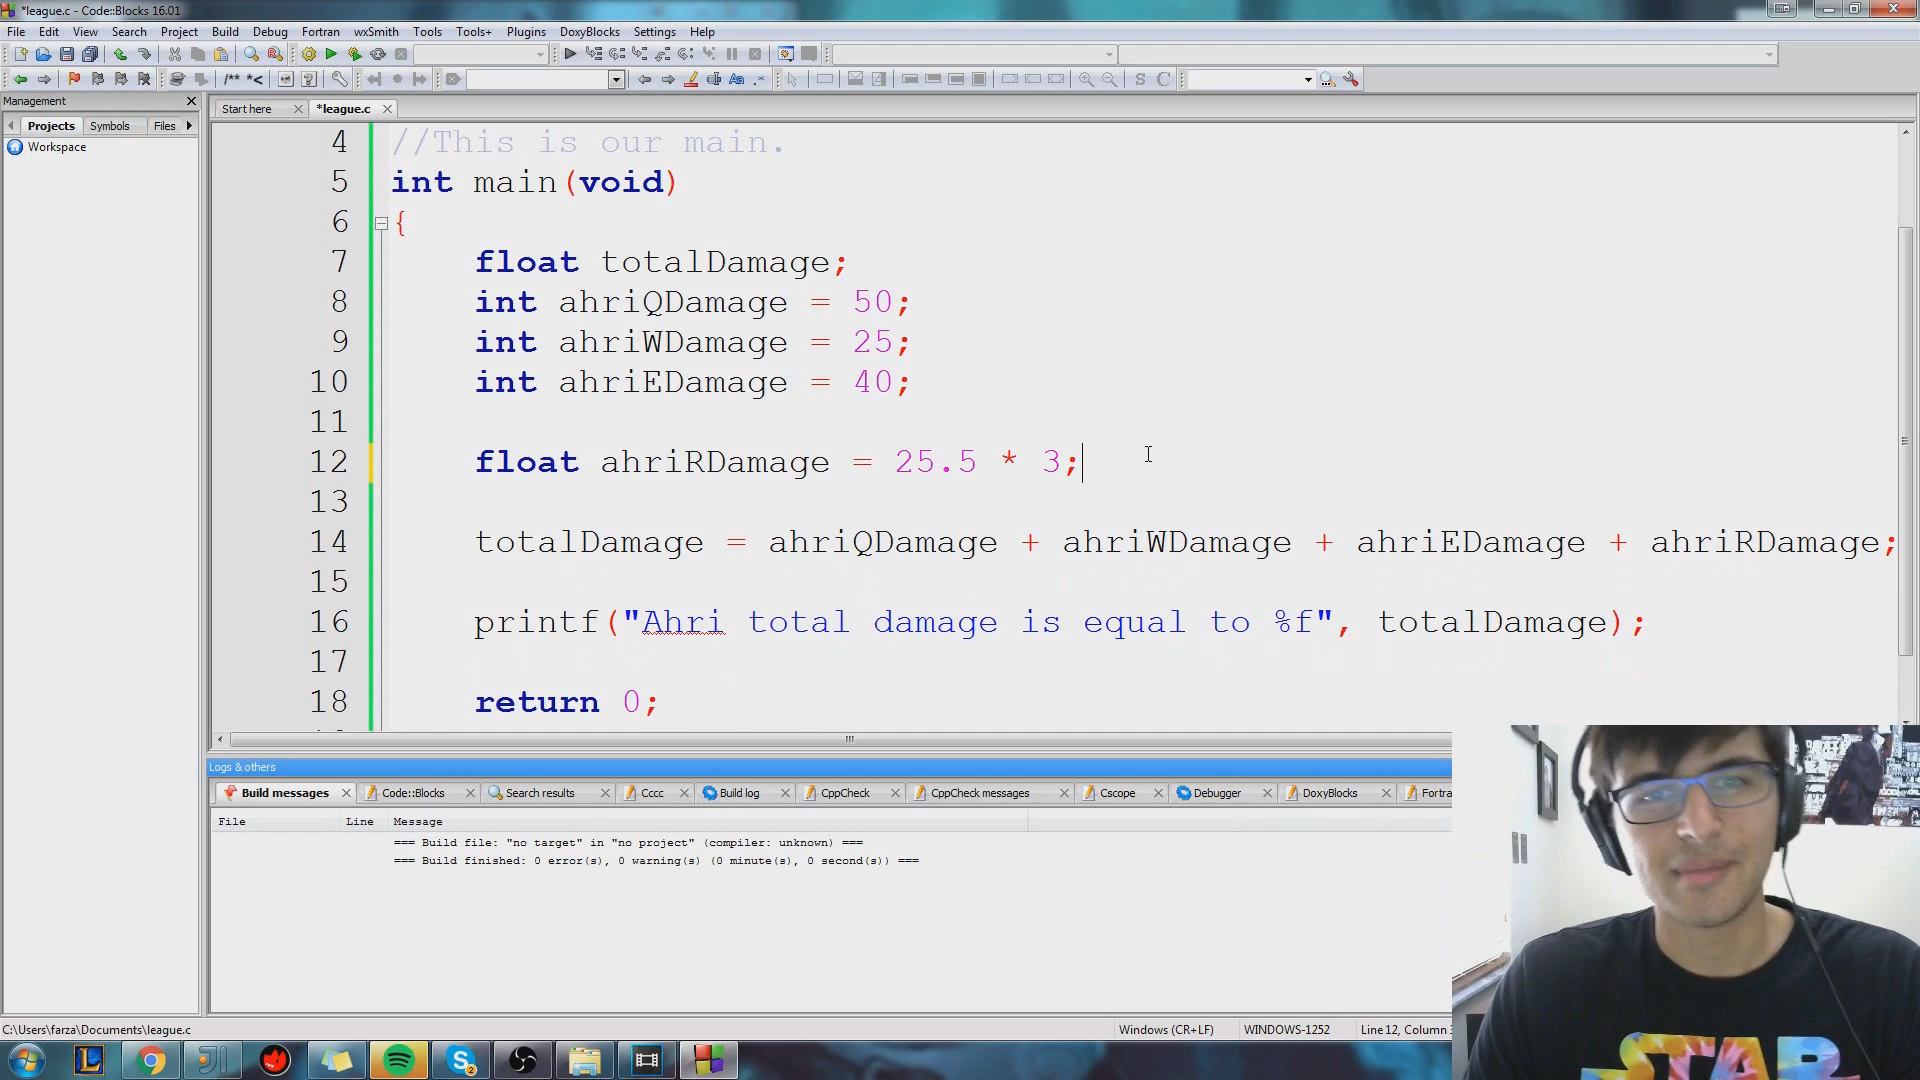 *league.c - Code::Blocks 16.01
File Edit View Search Project Build Debug Fortran wxSmith Tools Tools+ Plugins DoxyBlocks Settings Help
/** *< Aa .* S C
Management
Start here *league.c
Projects Symbols Files
Workspace
4 //This is our main.
5 int main(void)
6 {
7 float totalDamage;
8 int ahriQDamage = 50;
9 int ahriWDamage = 25;
10 int ahriEDamage = 40;
11
12 float ahriRDamage = 25.5 * 3;
13
14 totalDamage = ahriQDamage + ahriWDamage + ahriEDamage + ahriRDamage;
15
16 printf("Ahri total damage is equal to %f", totalDamage);
17
18 return 0;
Logs & others
Build messages Code::Blocks Search results Cccc Build log CppCheck CppCheck messages Cscope Debugger DoxyBlocks Fortra
File Line Message
=== Build file: "no target" in "no project" (compiler: unknown) ===
=== Build finished: 0 error(s), 0 warning(s) (0 minute(s), 0 second(s)) ===
C:\Users\farza\Documents\league.c Windows (CR+LF) WINDOWS-1252 Line 12, Column
STAR
L S 2